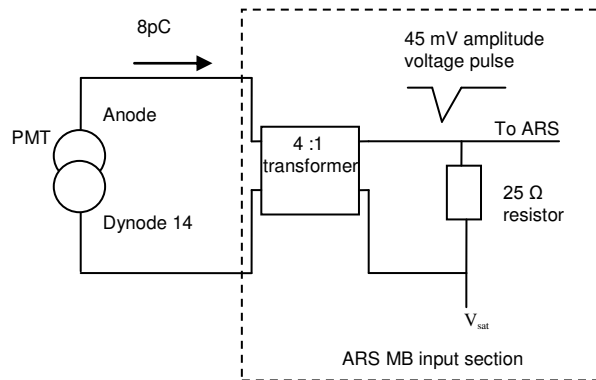 8pC
45 mV amplitude
voltage pulse
Anode
PMT
4 :1
transformer
To ARS
Dynode 14
25 Ω
resistor
Vsat
ARS MB input section